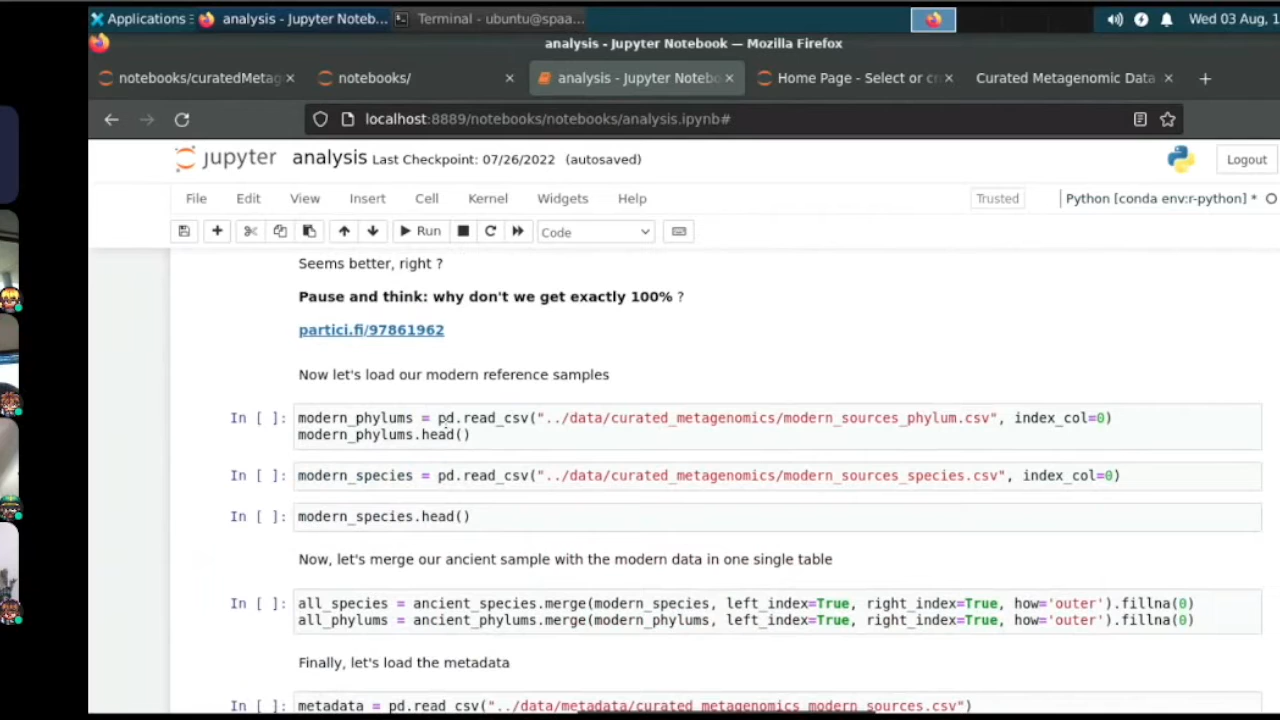 Applications
analysis - Jupyter Noteb...
Terminal - ubuntu@spaa...
Wed 03 Aug, 1
analysis - Jupyter Notebook — Mozilla Firefox
notebooks/curatedMetag
notebooks/
analysis - Jupyter Notebo
Home Page - Select or cr
Curated Metagenomic Data
localhost:8889/notebooks/notebooks/analysis.ipynb#
jupyter analysis Last Checkpoint: 07/26/2022 (autosaved)
Logout
File Edit View Insert Cell Kernel Widgets Help
Trusted
Python [conda env:r-python] *
Run
Code
Seems better, right ?
Pause and think: why don't we get exactly 100% ?
partici.fi/97861962
Now let's load our modern reference samples
In [ ]: modern_phylums = pd.read_csv("../data/curated_metagenomics/modern_sources_phylum.csv", index_col=0)
modern_phylums.head()
In [ ]: modern_species = pd.read_csv("../data/curated_metagenomics/modern_sources_species.csv", index_col=0)
In [ ]: modern_species.head()
Now, let's merge our ancient sample with the modern data in one single table
In [ ]: all_species = ancient_species.merge(modern_species, left_index=True, right_index=True, how='outer').fillna(0)
all_phylums = ancient_phylums.merge(modern_phylums, left_index=True, right_index=True, how='outer').fillna(0)
Finally, let's load the metadata
In [ ]: metadata = pd.read_csv("../data/metadata/curated_metagenomics_modern_sources.csv")